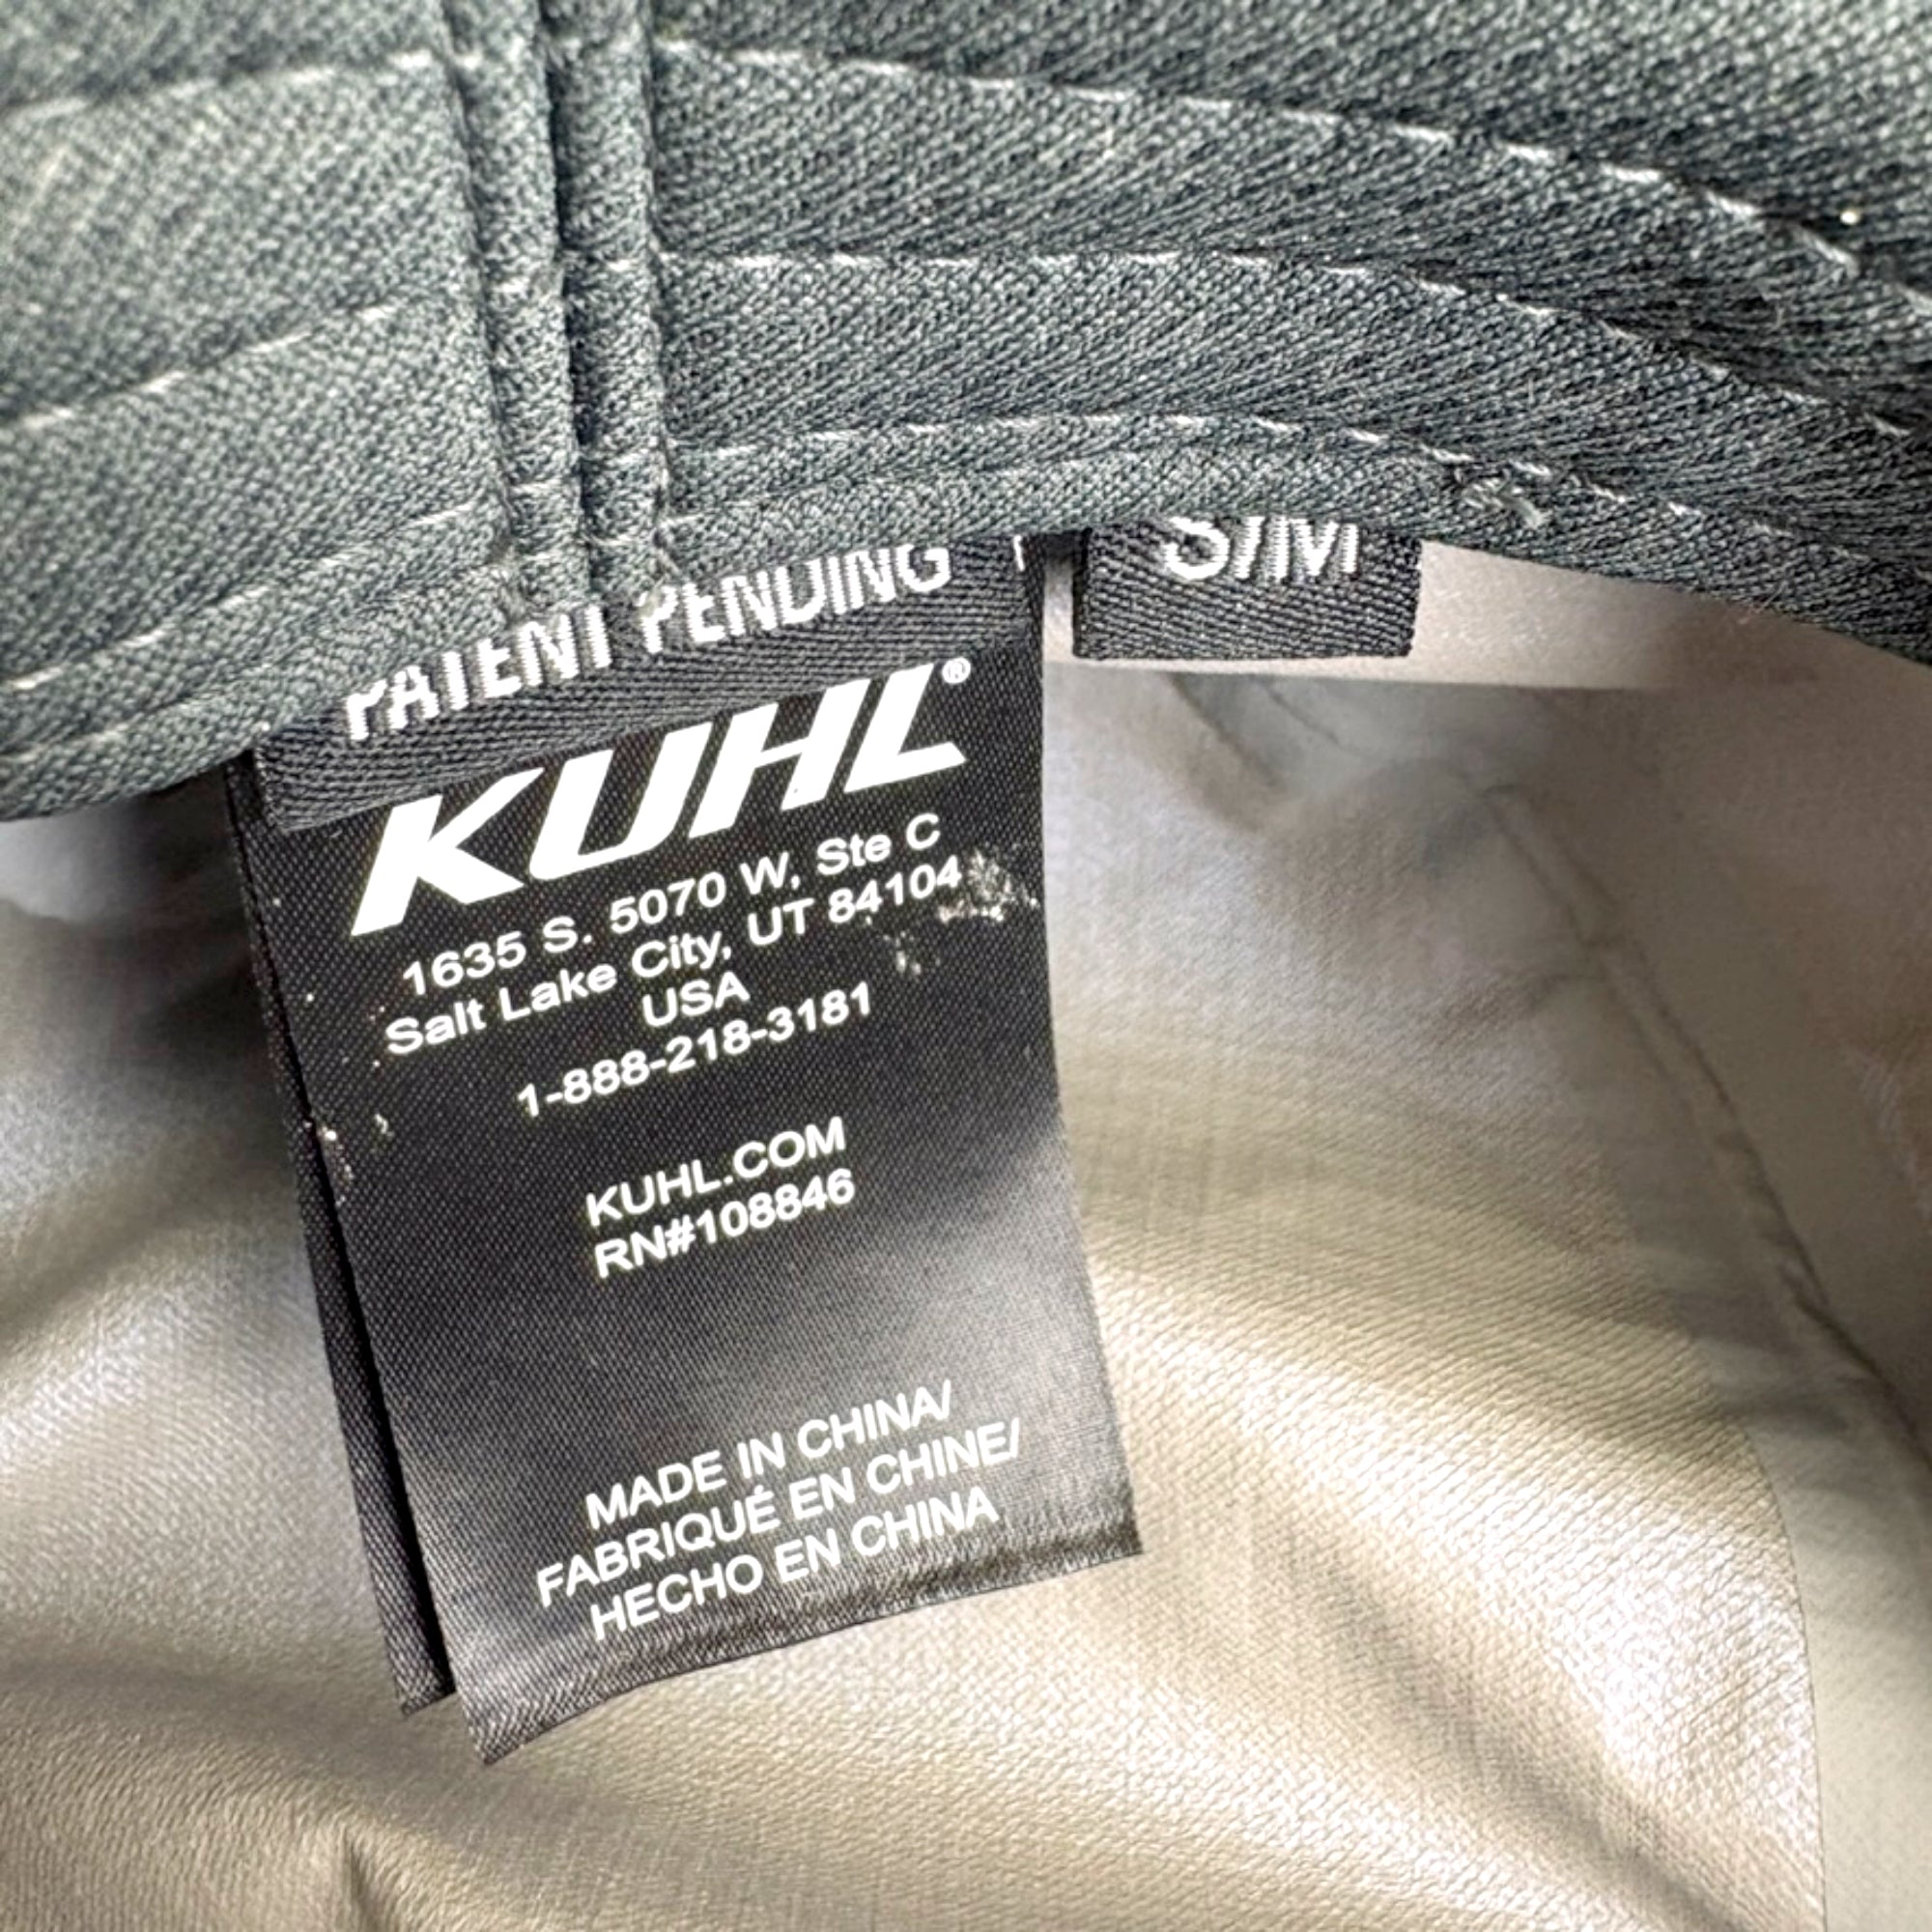 PATENT PENDING
S/M
KUHL®
1635 S. 5070 W, Ste C
Salt Lake City, UT 84104
USA
1-888-218-3181
KUHL.COM
RN#108846
MADE IN CHINA/
FABRIQUÉ EN CHINE/
HECHO EN CHINA